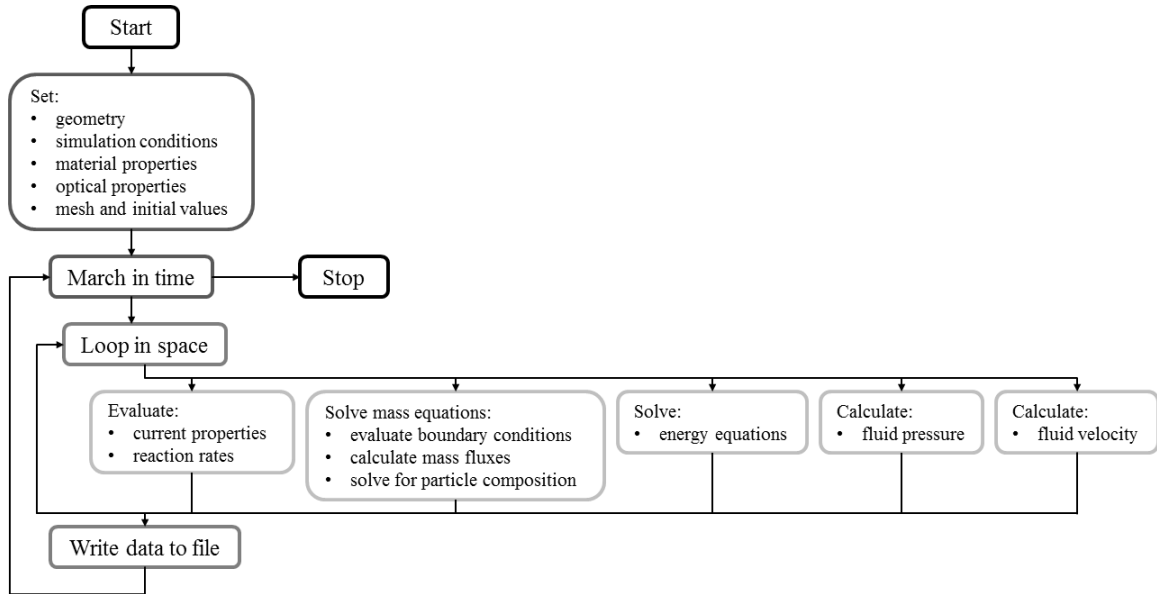 Start
Set:
• geometry
• simulation conditions
• material properties
• optical properties
• mesh and initial values
March in time
Stop
Loop in space
Evaluate:
• current properties
• reaction rates
Solve mass equations:
• evaluate boundary conditions
• calculate mass fluxes
• solve for particle composition
Solve:
• energy equations
Calculate:
• fluid pressure
Calculate:
• fluid velocity
Write data to file